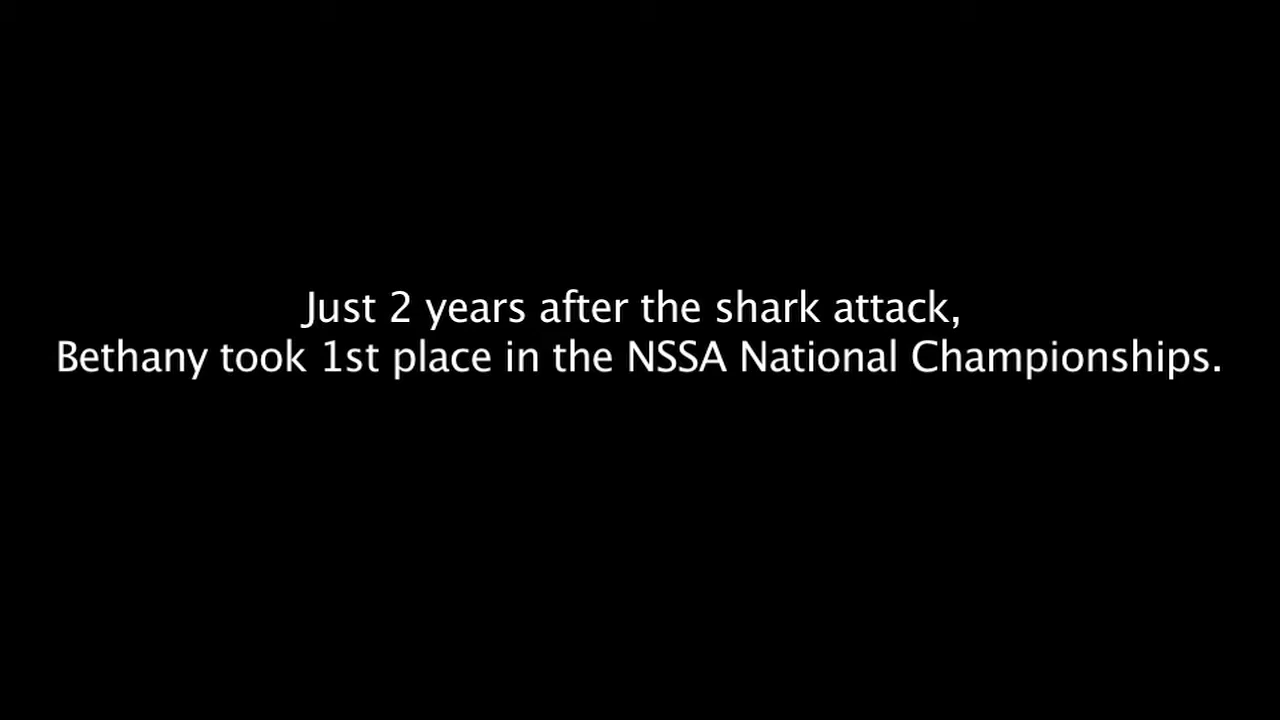 Just 2 years after the shark attack,
Bethany took 1st place in the NSSA National Championships.